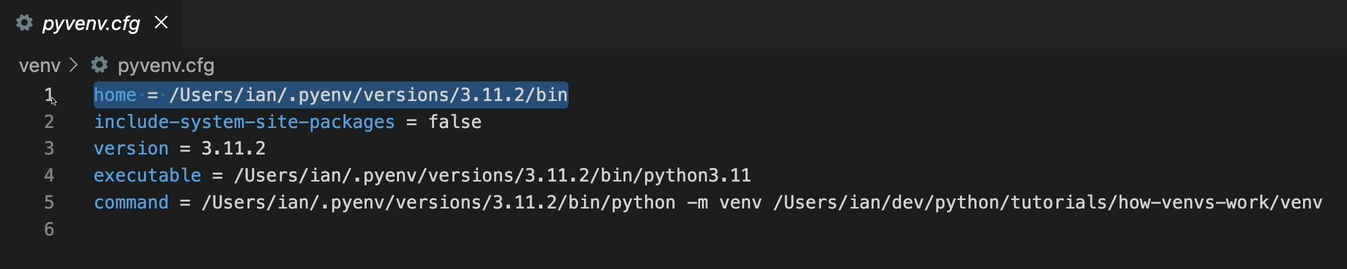 pyvenv.cfg
venv > pyvenv.cfg
1 home = /Users/ian/.pyenv/versions/3.11.2/bin
2 include-system-site-packages = false
3 version = 3.11.2
4 executable = /Users/ian/.pyenv/versions/3.11.2/bin/python3.11
5 command = /Users/ian/.pyenv/versions/3.11.2/bin/python -m venv /Users/ian/dev/python/tutorials/how-venvs-work/venv
6